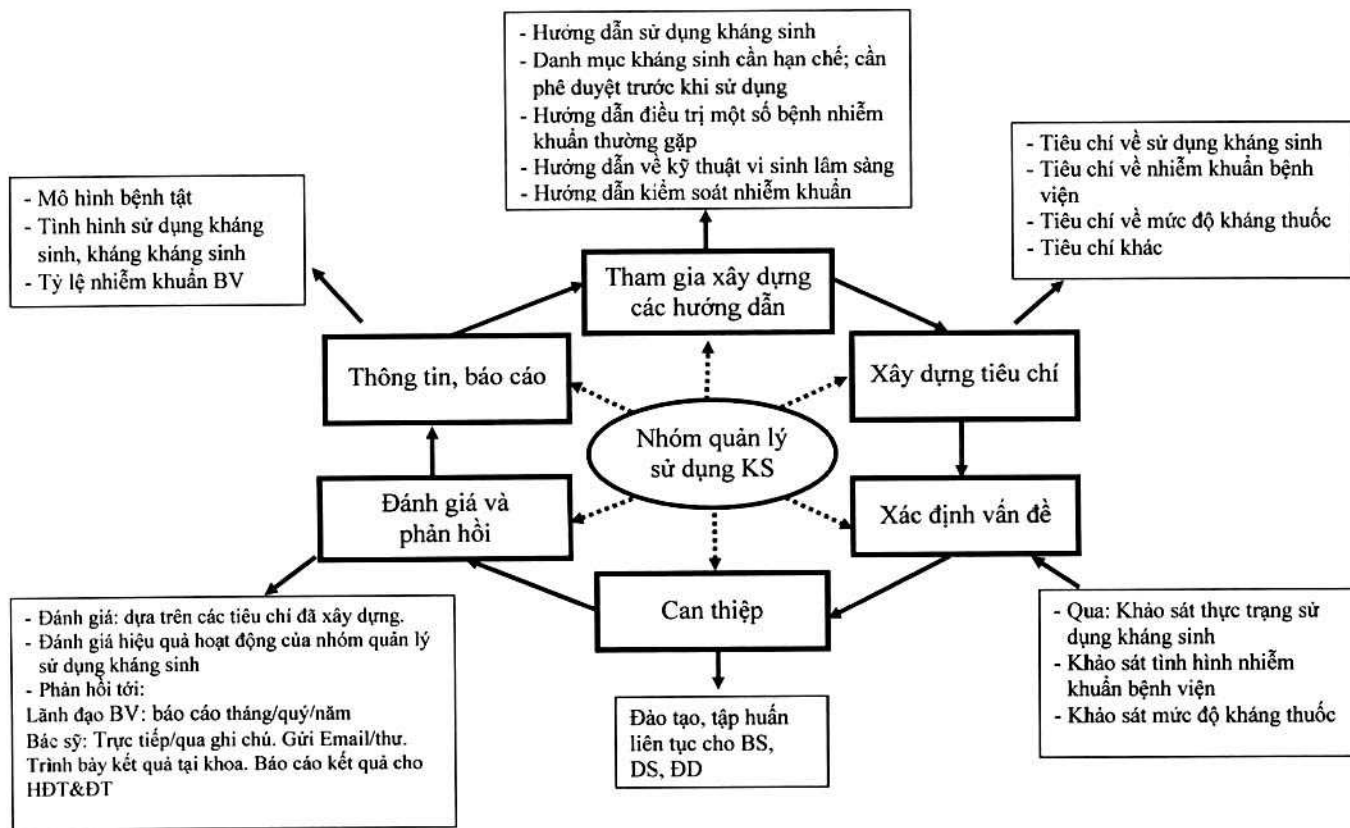 - Hướng dẫn sử dụng kháng sinh
- Danh mục kháng sinh cần hạn chế; cần
phê duyệt trước khi sử dụng
- Hướng dẫn điều trị một số bệnh nhiễm
khuẩn thường gặp
- Hướng dẫn về kỹ thuật vi sinh lâm sàng
- Hướng dẫn kiểm soát nhiễm khuẩn
- Tiêu chí về sử dụng kháng sinh
- Tiêu chí về nhiễm khuẩn bệnh
viện
- Tiêu chí về mức độ kháng thuốc
- Tiêu chí khác
- Mô hình bệnh tật
- Tình hình sử dụng kháng
sinh, kháng kháng sinh
- Tỷ lệ nhiễm khuẩn BV
Tham gia xây dựng
các hướng dẫn
Thông tin, báo cáo
Xây dựng tiêu chí
Nhóm quản lý
sử dụng KS
Đánh giá và
phản hồi
Xác định vấn đề
Can thiệp
- Đánh giá: dựa trên các tiêu chí đã xây dựng.
- Đánh giá hiệu quả hoạt động của nhóm quản lý
sử dụng kháng sinh
- Phản hồi tới:
Lãnh đạo BV: báo cáo tháng/quý/năm
Bác sỹ: Trực tiếp/qua ghi chú. Gửi Email/thư.
Trình bày kết quả tại khoa. Báo cáo kết quả cho
HĐT&ĐT
Đào tạo, tập huấn
liên tục cho BS,
DS, ĐD
- Qua: Khảo sát thực trạng sử
dụng kháng sinh
- Khảo sát tình hình nhiễm
khuẩn bệnh viện
- Khảo sát mức độ kháng thuốc